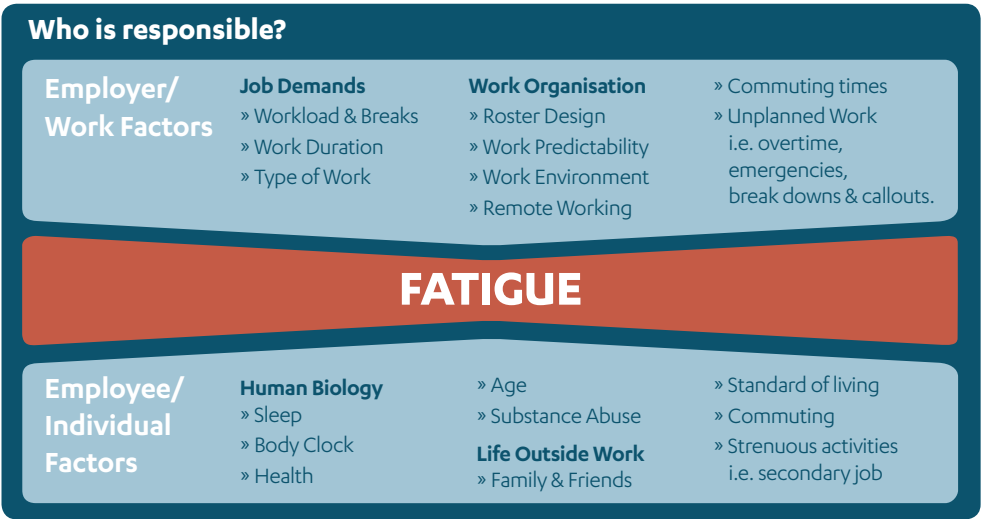 Who is responsible?
Employer/
Work Factors
Job Demands
» Workload & Breaks
» Work Duration
» Type of Work
Work Organisation
» Roster Design
» Work Predictability
» Work Environment
» Remote Working
» Commuting times
» Unplanned Work
i.e. overtime,
emergencies,
break downs & callouts.
FATIGUE
Employee/
Individual
Factors
Human Biology
» Sleep
» Body Clock
» Health
» Age
» Substance Abuse
Life Outside Work
» Family & Friends
» Standard of living
» Commuting
» Strenuous activities
i.e. secondary job